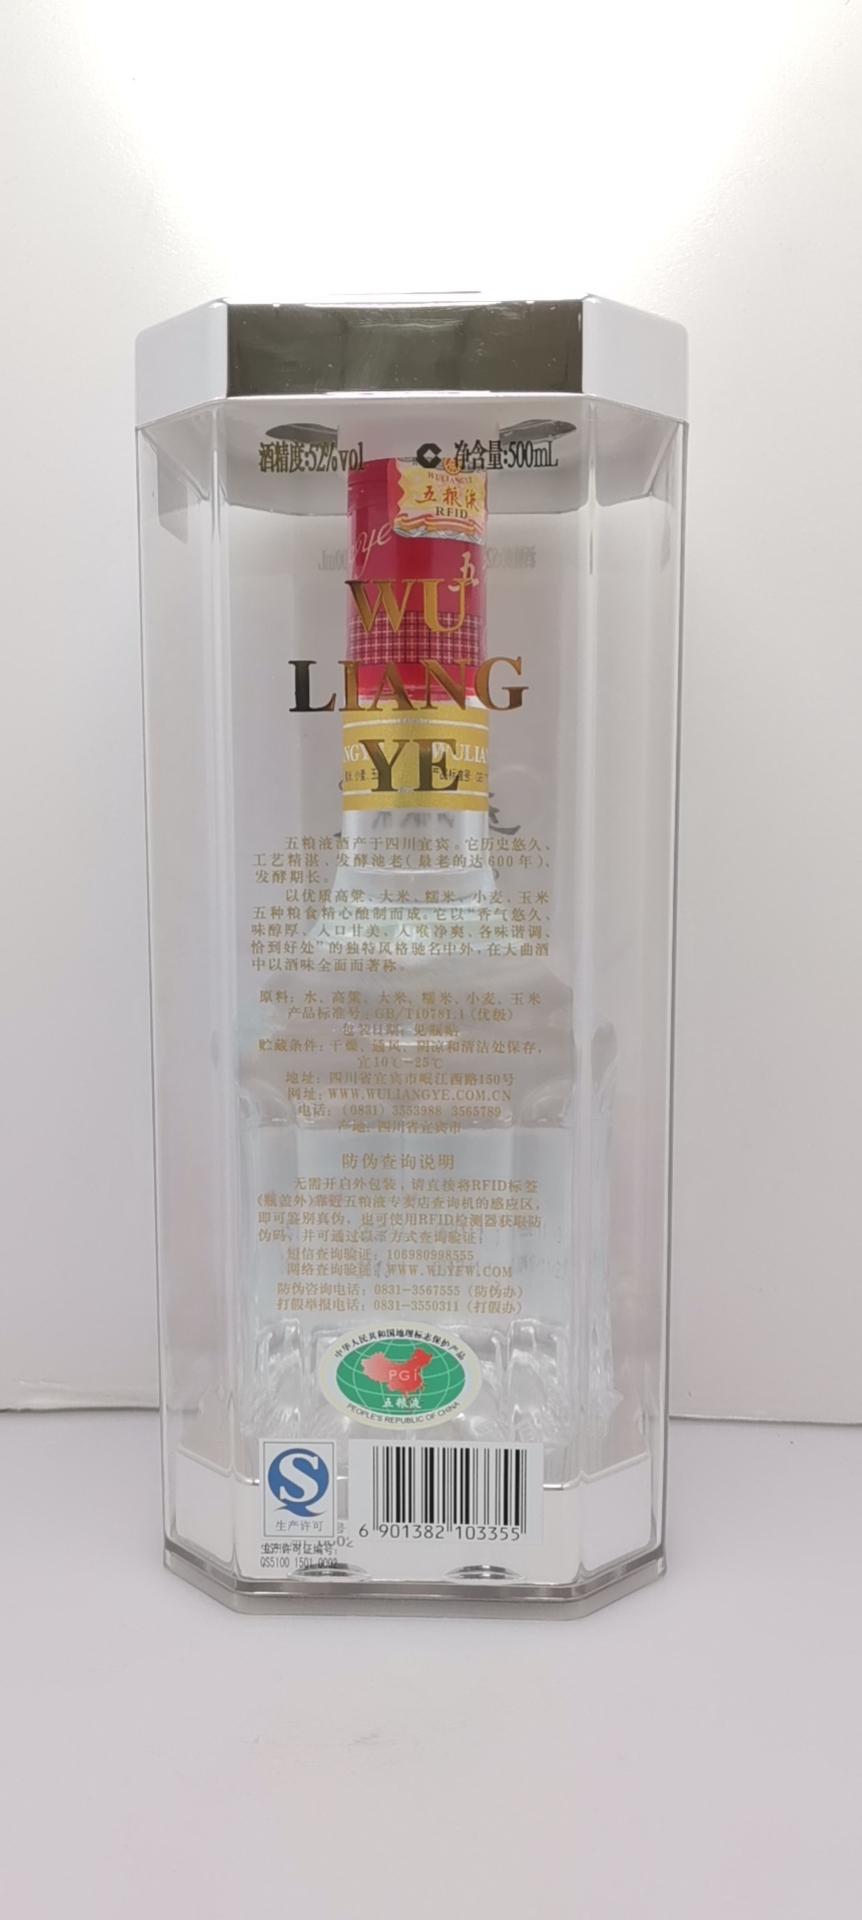 酒精度:52%vol
净含量:500mL
WULIANGYE
五粮液
RFID
ye
五
WU
LIANG
YE
五粮液酒产于四川宜宾。它历史悠久、
工艺精湛、发酵池老(最老的达600年)、
发酵期长。
以优质高粱、大米、糯米、小麦、玉米
五种粮食精心酿制而成。它以“香气悠久、
味醇厚、入口甘美、入喉净爽、各味谐调、
恰到好处”的独特风格驰名中外,在大曲酒
中以酒味全面而著称。
原料:水、高粱、大米、糯米、小麦、玉米
产品标准号:GB/T10781.1(优级)
包装日期:见瓶贴
贮藏条件:干燥、通风、阴凉和清洁处保存,
宜10℃-25℃
地址:四川省宜宾市岷江西路150号
网址:WWW.WULIANGYE.COM.CN
电话:(0831)3553988 3565789
产地:四川省宜宾市
防伪查询说明
无需开启外包装,请直接将RFID标签
(瓶盖外)靠近五粮液专卖店查询机的感应区,
即可鉴别真伪,也可使用RFID检测器获取防
伪码,并可通过以下方式查询验证:
短信查询验证:106980998555
网络查询验证:WWW.WLYFW.COM
防伪咨询电话:0831-3567555(防伪办)
打假举报电话:0831-3550311(打假办)
中华人民共和国地理标志保护产品
PGI
五粮液
PEOPLE'S REPUBLIC OF CHINA
生产许可
6 901382 103355
生产许可证编号:
QS5100 1501 0002